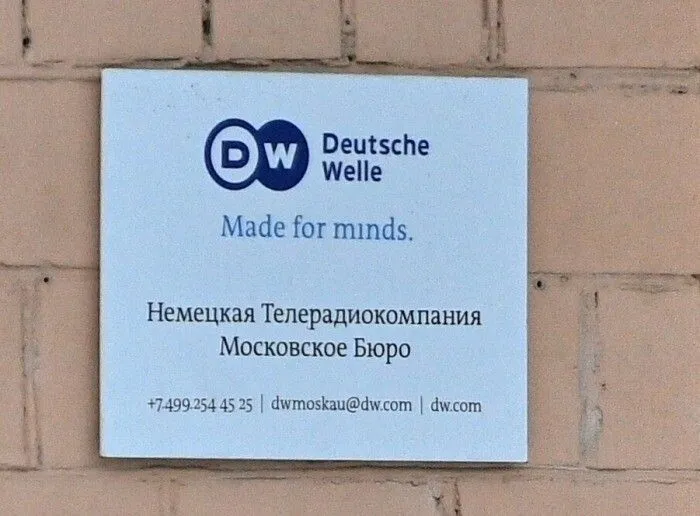 DW Deutsche
Welle
Made for minds.
Немецкая Телерадиокомпания
Московское Бюро
+7.499.254 45 25 | dwmoskau@dw.com | dw.com